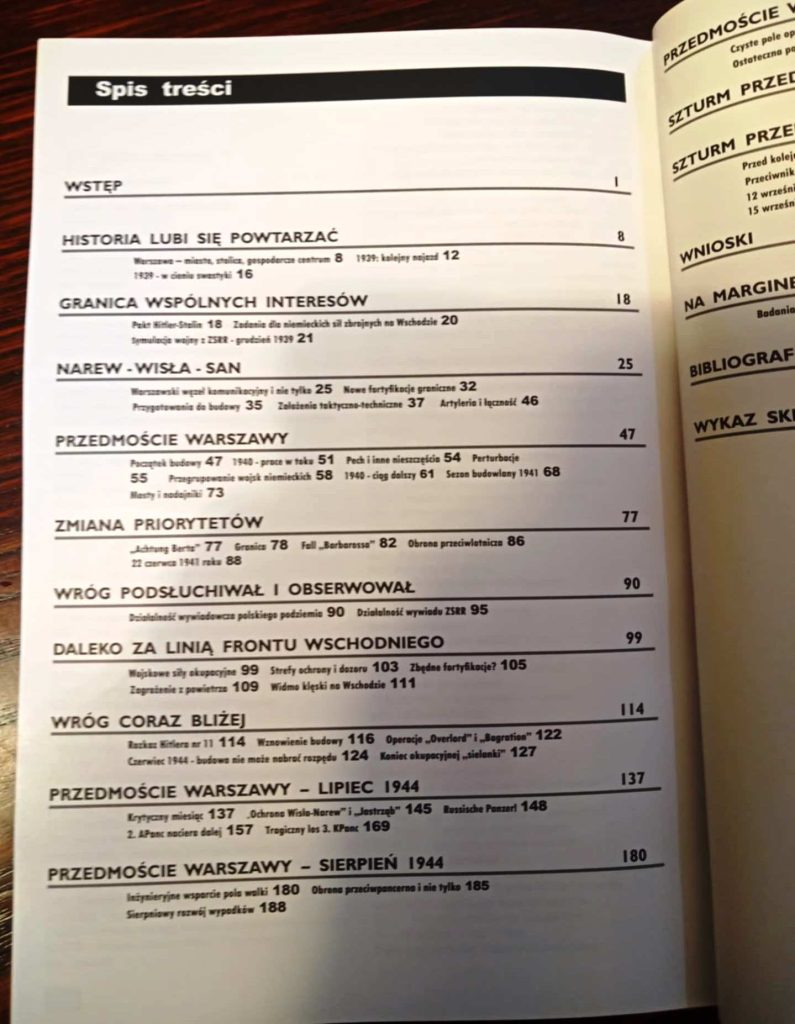 Spis treści
WSTĘP 1
HISTORIA LUBI SIĘ POWTARZAĆ 8
Warszawa – miasto, stolica, gospodarcze centrum 8 1939: kolejny najazd 12
1939 - w cieniu swastyki 16
GRANICA WSPÓLNYCH INTERESÓW 18
Pakt Hitler-Stalin 18 Zadania dla niemieckich sił zbrojnych na Wschodzie 20
Symulacja wojny z ZSRR - grudzień 1939 21
NAREW - WISŁA - SAN 25
Warszawski węzeł komunikacyjny i nie tylko 25 Nowe fortyfikacje graniczne 32
Przygotowania do budowy 35 Założenia taktyczno-techniczne 37 Artyleria i łączność 46
PRZEDMOŚCIE WARSZAWY 47
Początek budowy 47 1940 - prace w toku 51 Pech i inne nieszczęścia 54 Perturbacje
55 Przegrupowanie wojsk niemieckich 58 1940 - ciąg dalszy 61 Sezon budowlany 1941 68
Mosty i nadajniki 73
ZMIANA PRIORYTETÓW 77
„Achtung Berta” 77 Granica 78 Fall „Barbarossa” 82 Obrona przeciwlotnicza 86
22 czerwca 1941 roku 88
WRÓG PODSŁUCHIWAŁ I OBSERWOWAŁ 90
Działalność wywiadowcza polskiego podziemia 90 Działalność wywiadu ZSRR 95
DALEKO ZA LINIĄ FRONTU WSCHODNIEGO 99
Wojskowe siły okupacyjne 99 Strefy ochrony i dozoru 103 Zbędne fortyfikacje? 105
Zagrożenie z powietrza 109 Widmo klęski na Wschodzie 111
WRÓG CORAZ BLIŻEJ 114
Rozkaz Hitlera nr 11 114 Wznowienie budowy 116 Operacje „Overlord” i „Bagration” 122
Czerwiec 1944 - budowa nie może nabrać rozpędu 124 Koniec okupacyjnej „sielanki” 127
PRZEDMOŚCIE WARSZAWY – LIPIEC 1944 137
Krytyczny miesiąc 137 „Ochrona Wisła-Narew” i „Jastrząb” 145 Russische Panzer! 148
2. APanc naciera dalej 157 Tragiczny los 3. KPanc 169
PRZEDMOŚCIE WARSZAWY – SIERPIEŃ 1944 180
Inżynieryjne wsparcie pola walki 180 Obrona przeciwpancerna i nie tylko 185
Sierpniowy rozwój wypadków 188
PRZEDMOŚCIE
Czyste pole
Ostateczna
SZTURM
SZTURM
Przed
Przeciwnik
12
15
WNIOSKI
NA
Badania
WYKAZ